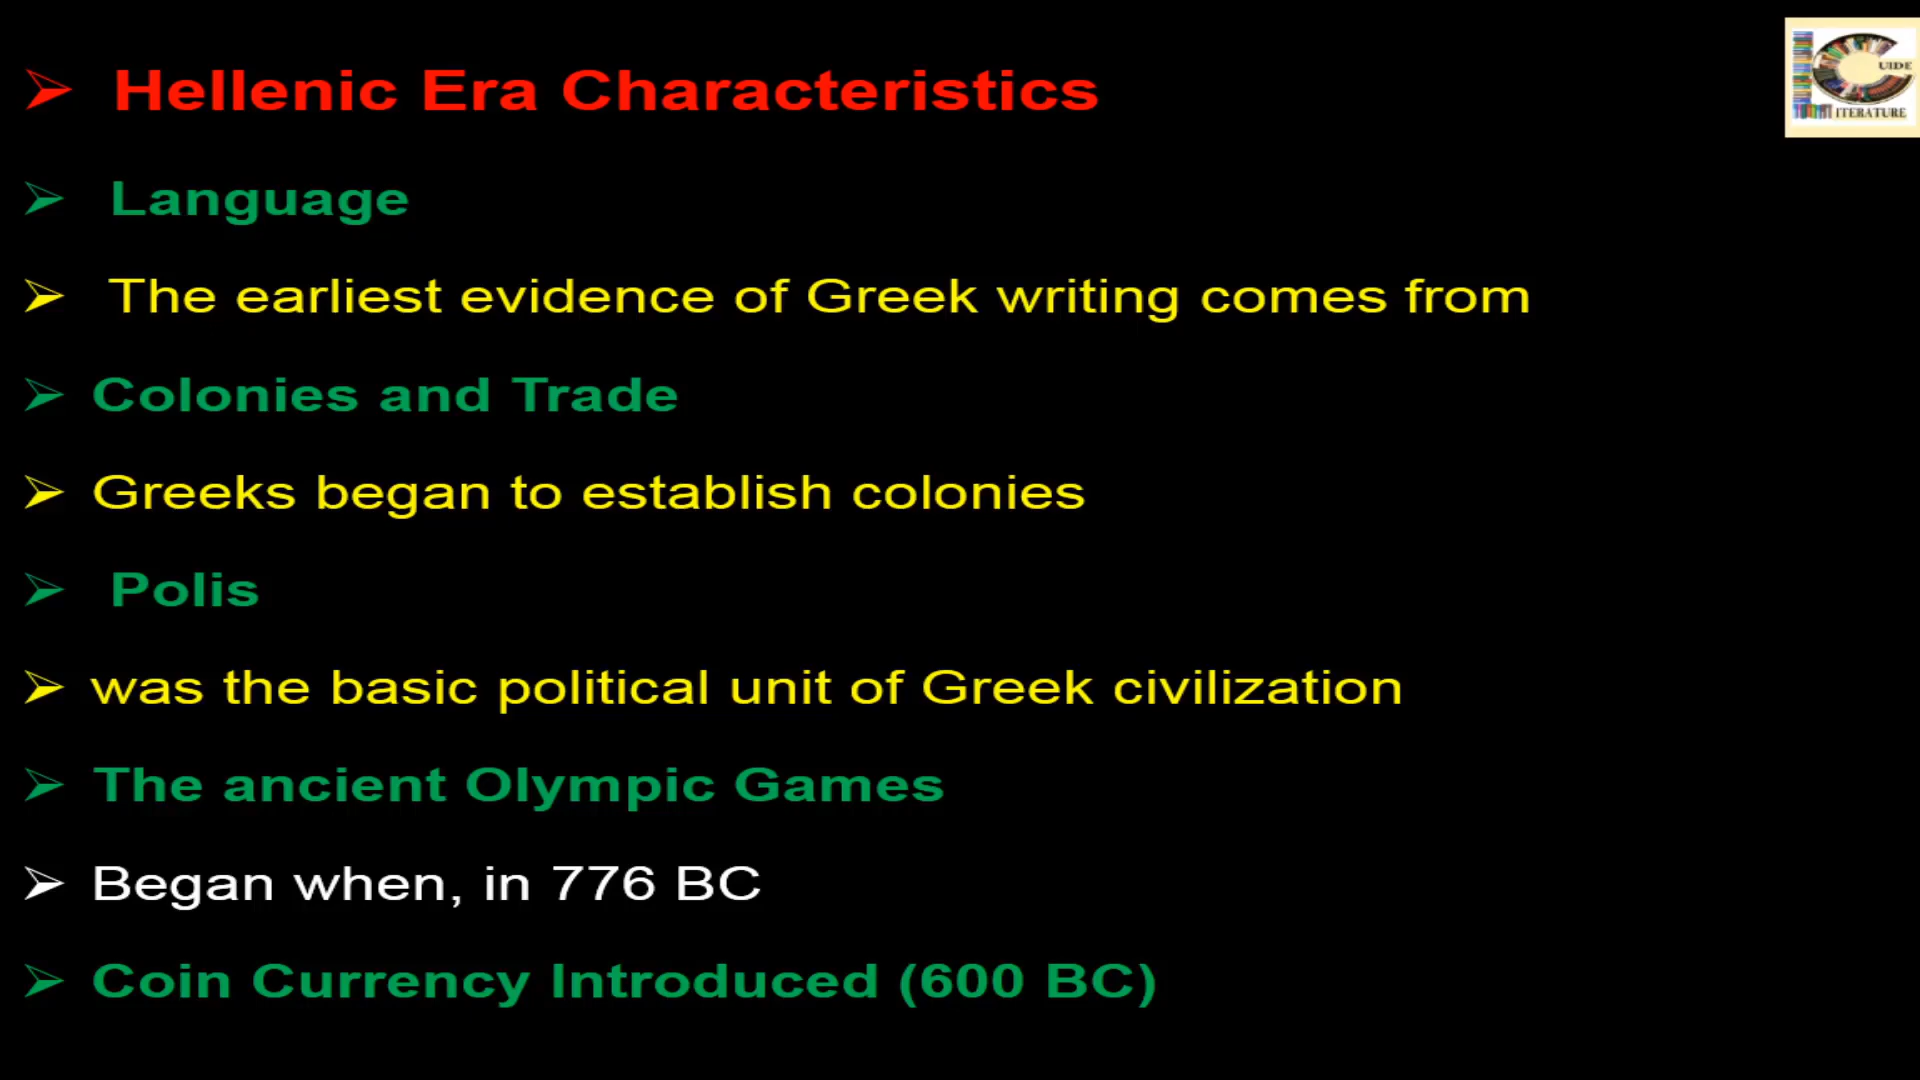 Hellenic Era Characteristics
UIDE
ITERATURE
Language
The earliest evidence of Greek writing comes from
Colonies and Trade
Greeks began to establish colonies
Polis
was the basic political unit of Greek civilization
The ancient Olympic Games
Began when, in 776 BC
Coin Currency Introduced (600 BC)